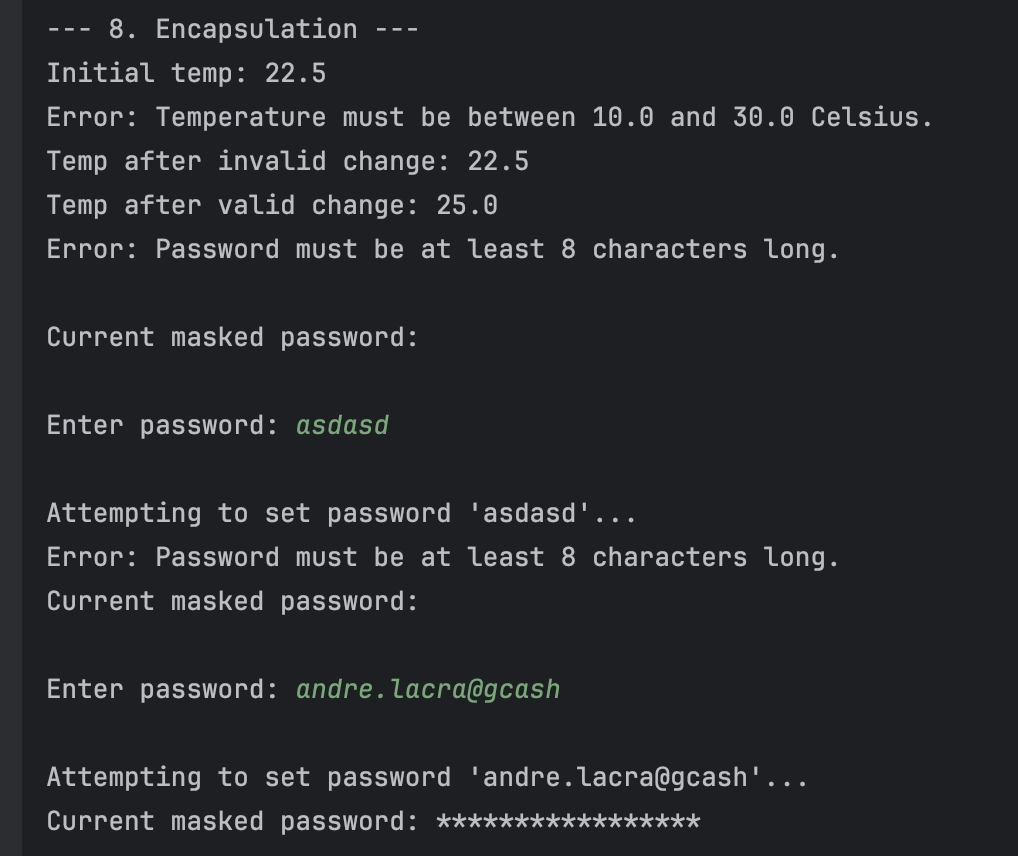 --- 8. Encapsulation ---
Initial temp: 22.5
Error: Temperature must be between 10.0 and 30.0 Celsius.
Temp after invalid change: 22.5
Temp after valid change: 25.0
Error: Password must be at least 8 characters long.
Current masked password:
Enter password: asdasd
Attempting to set password 'asdasd'...
Error: Password must be at least 8 characters long.
Current masked password:
Enter password: andre.lacra@gcash
Attempting to set password 'andre.lacra@gcash'...
Current masked password: *****************